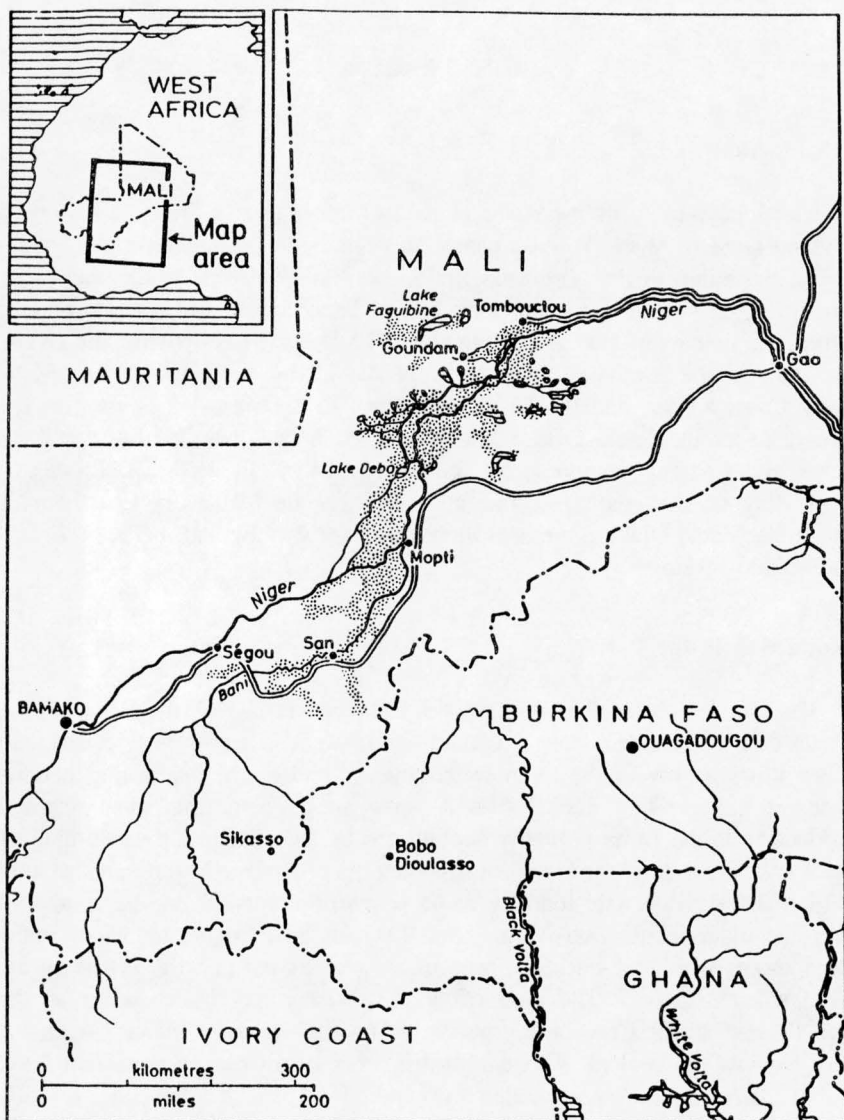 WEST
AFRICA
MALI
Map
area
MALI
Lake
Faguibine
Tombouctou
Niger
Goundam
Gao
MAURITANIA
Lake Debo
Mopti
Niger
Ségou
San
Bani
BAMAKO
BURKINA FASO
OUAGADOUGOU
Sikasso
Bobo
Dioulasso
Black Volta
GHANA
White Volta
IVORY COAST
0 kilometres 300
0 miles 200